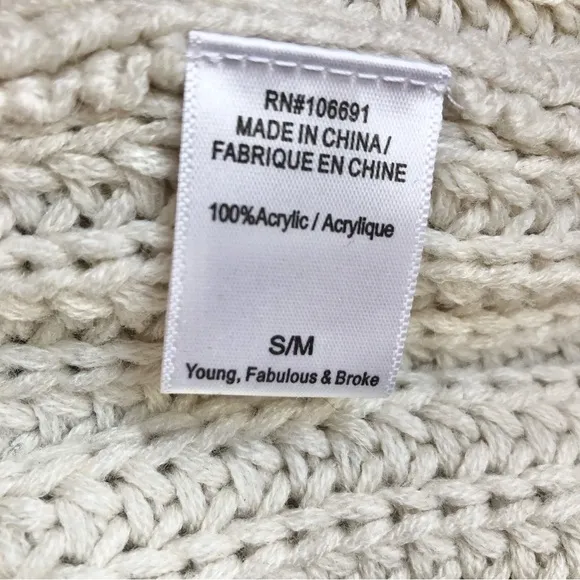 RN#106691
MADE IN CHINA/
FABRIQUE EN CHINE
100%Acrylic / Acrylique
S/M
Young, Fabulous & Broke